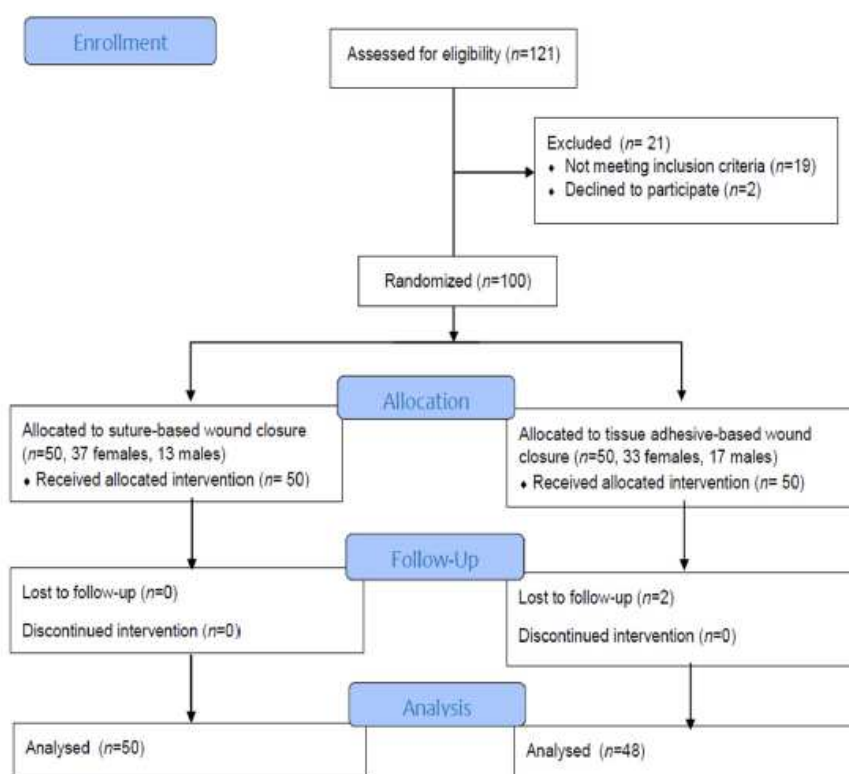 Enrollment
Assessed for eligibility (n=121)
Excluded (n= 21)
♦ Not meeting inclusion criteria (n=19)
♦ Declined to participate (n=2)
Randomized (n=100)
Allocation
Allocated to suture-based wound closure
(n=50, 37 females, 13 males)
♦ Received allocated intervention (n= 50)
Allocated to tissue adhesive-based wound
closure (n=50, 33 females, 17 males)
♦ Received allocated intervention (n= 50)
Follow-Up
Lost to follow-up (n=0)
Discontinued intervention (n=0)
Lost to follow-up (n=2)
Discontinued intervention (n=0)
Analysis
Analysed (n=50)
Analysed (n=48)